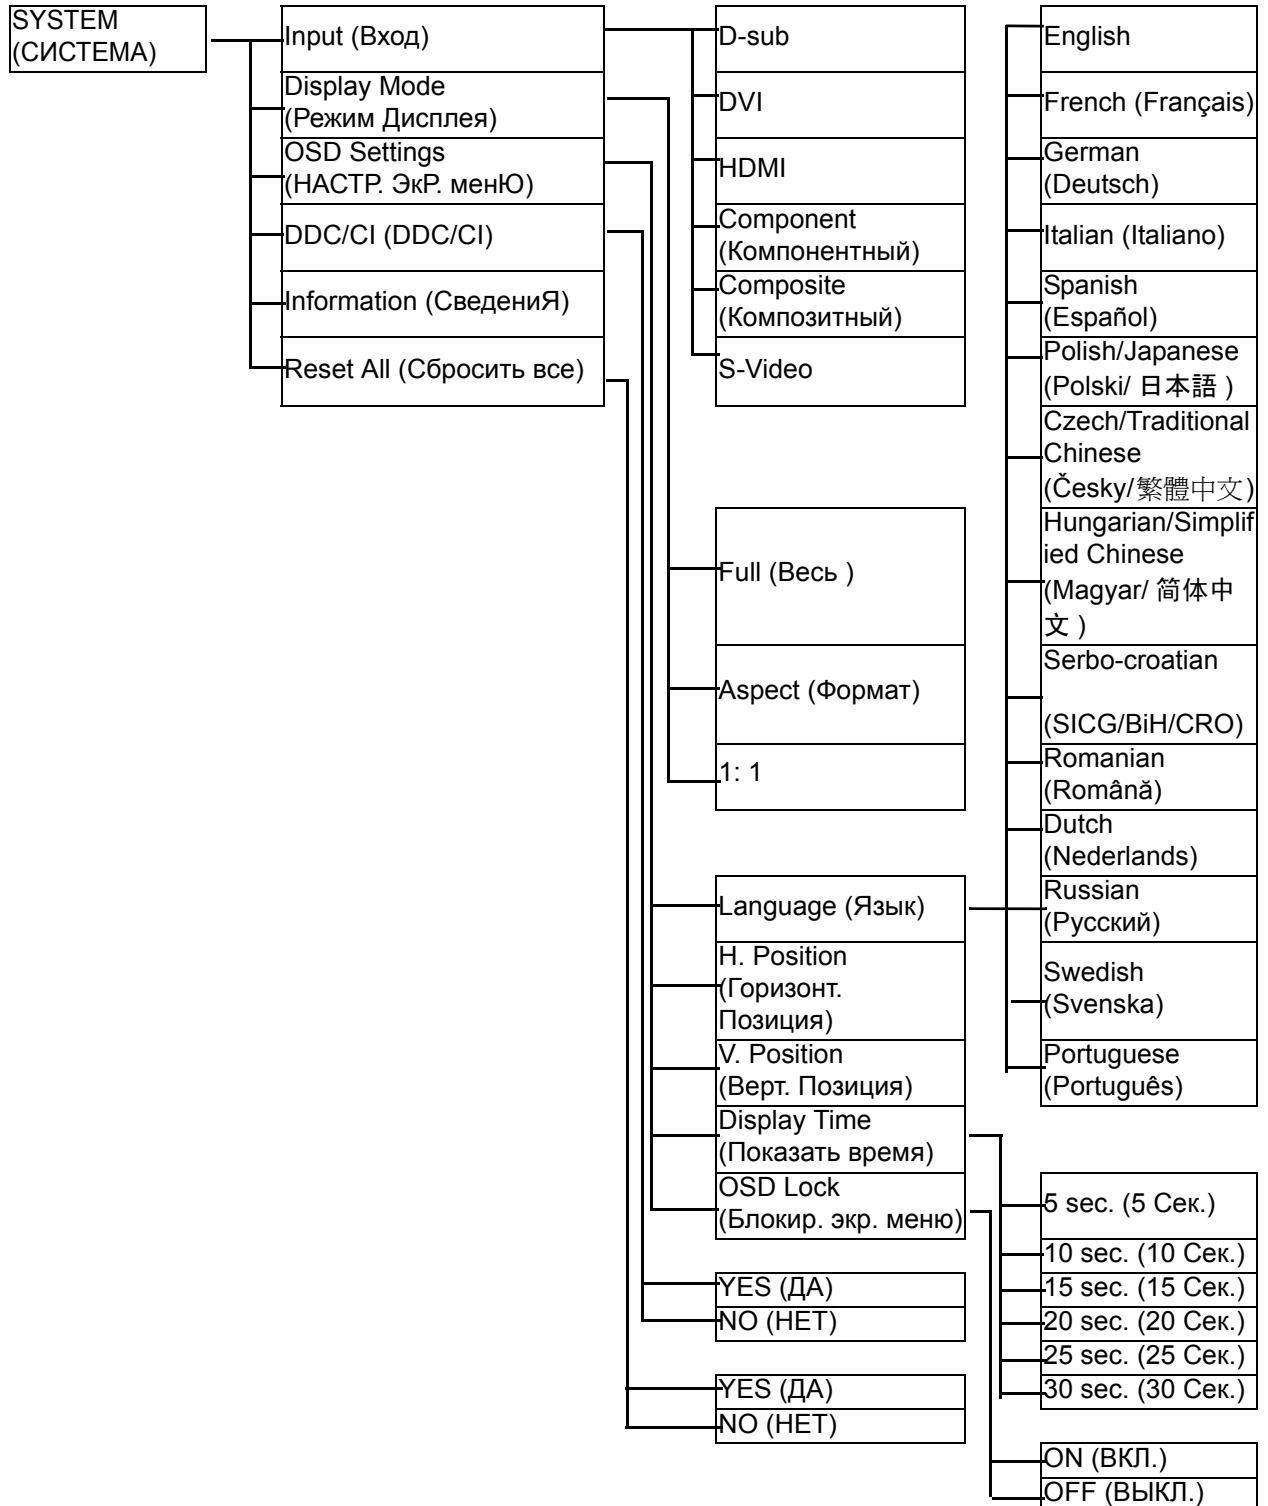 SYSTEM
(СИСТЕМА)
Input (Вход)
Display Mode
(Режим Дисплея)
OSD Settings
(НАСТР. ЭкР. менЮ)
DDC/CI (DDC/CI)
Information (СведениЯ)
Reset All (Сбросить все)
D-sub
DVI
HDMI
Component
(Компонентный)
Composite
(Композитный)
S-Video
Full (Весь )
Aspect (Формат)
1: 1
Language (Язык)
H. Position
(Горизонт.
Позиция)
V. Position
(Верт. Позиция)
Display Time
(Показать время)
OSD Lock
(Блокир. экр. меню)
YES (ДА)
NO (НЕТ)
YES (ДА)
NO (НЕТ)
English
French (Français)
German
(Deutsch)
Italian (Italiano)
Spanish
(Español)
Polish/Japanese
(Polski/ 日本語 )
Czech/Traditional
Chinese
(Česky/繁體中文)
Hungarian/Simplif
ied Chinese
(Magyar/ 简体中
文 )
Serbo-croatian
(SICG/BiH/CRO)
Romanian
(Română)
Dutch
(Nederlands)
Russian
(Русский)
Swedish
(Svenska)
Portuguese
(Português)
5 sec. (5 Сек.)
10 sec. (10 Сек.)
15 sec. (15 Сек.)
20 sec. (20 Сек.)
25 sec. (25 Сек.)
30 sec. (30 Сек.)
ON (ВКЛ.)
OFF (ВЫКЛ.)